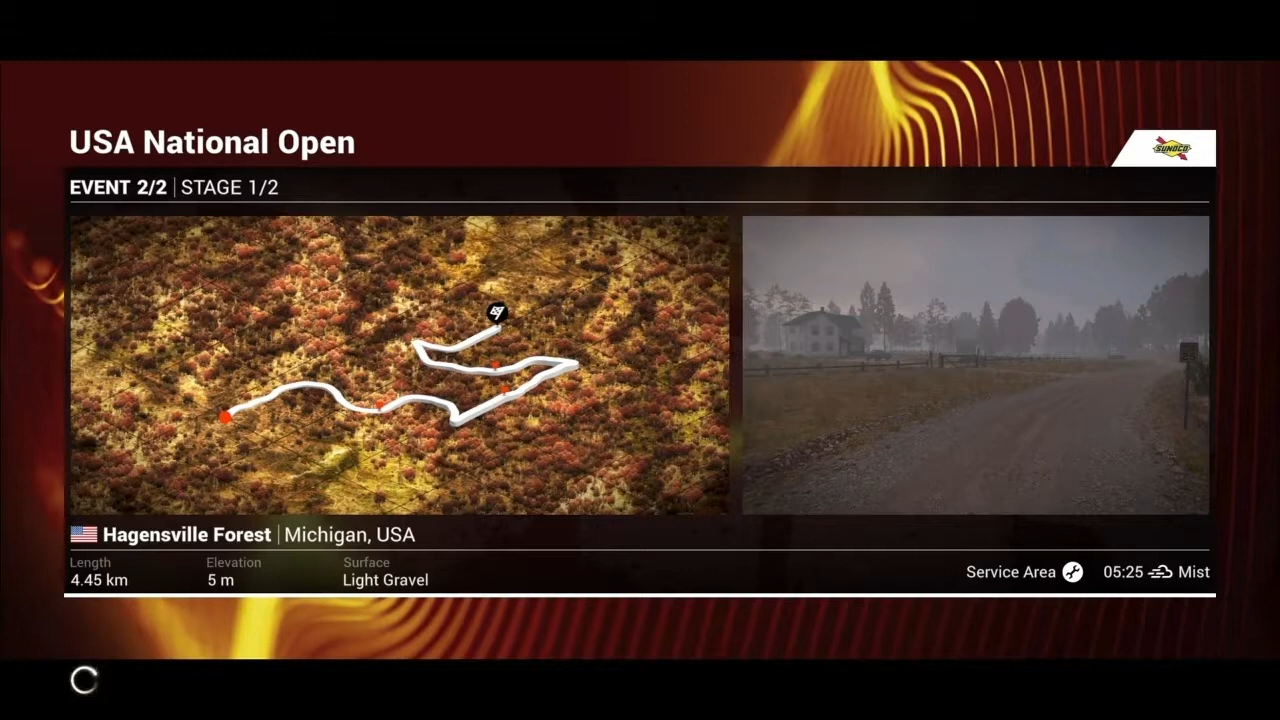 USA National Open
SUNOCO
EVENT 2/2 | STAGE 1/2
Hagensville Forest | Michigan, USA
Length Elevation Surface
4.45 km 5 m Light Gravel
Service Area 05:25 Mist